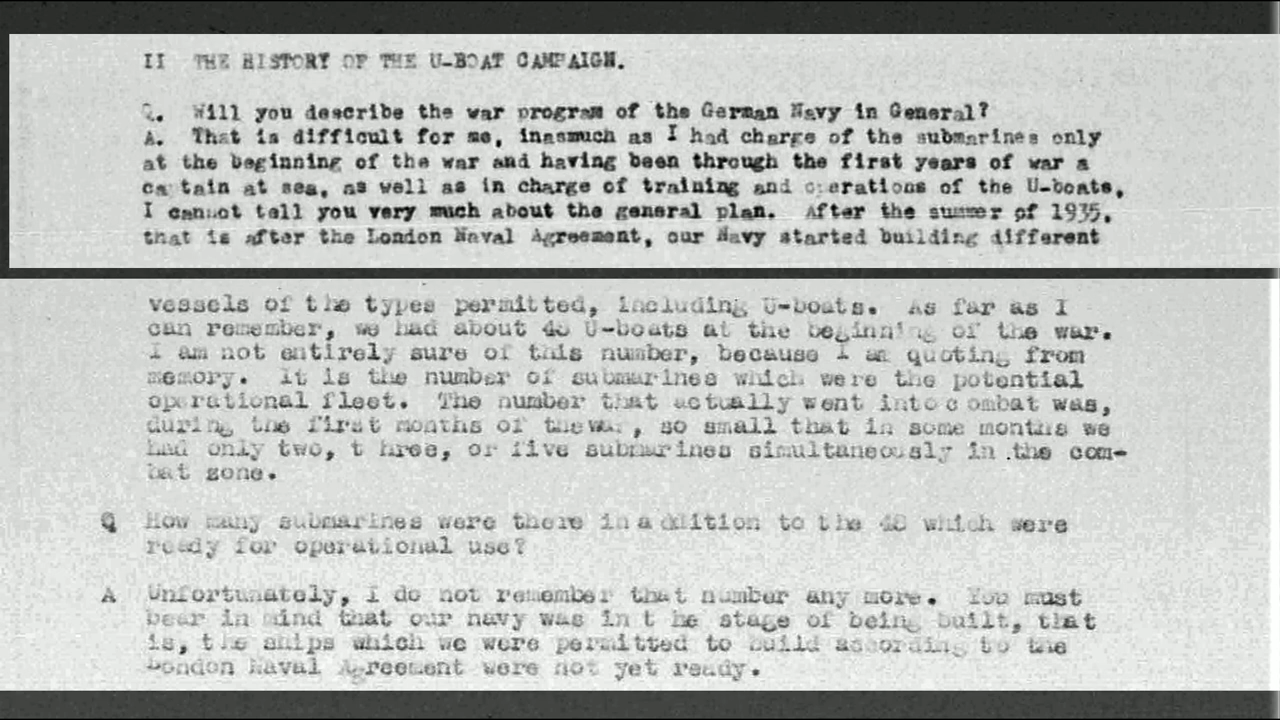 II THE HISTORY OF THE U-BOAT CAMPAIGN.
Q. Will you describe the war program of the German Navy in General?
A. That is difficult for me, inasmuch as I had charge of the submarines only
at the beginning of the war and having been through the first years of war a
captain at sea, as well as in charge of training and operations of the U-boats,
I cannot tell you very much about the general plan. After the summer of 1935,
that is after the London Naval Agreement, our Navy started building different
vessels of the types permitted, including U-boats. As far as I
can remember, we had about 48 U-boats at the beginning of the war.
I am not entirely sure of this number, because I am quoting from
memory. It is the number of submarines which were the potential
operational fleet. The number that actually went into c ombat was,
during the first months of thewar, so small that in some months we
had only two, t hree, or five submarines simultaneously in .the com-
bat zone.
Q How many submarines were there in a ddition to the 48 which were
ready for operational use?
A Unfortunately, I do not remember that number any more. You must
bear in mind that our navy was in t he stage of being built, that
is, the ships which we were permitted to build according to the
London Naval Agreement were not yet ready.